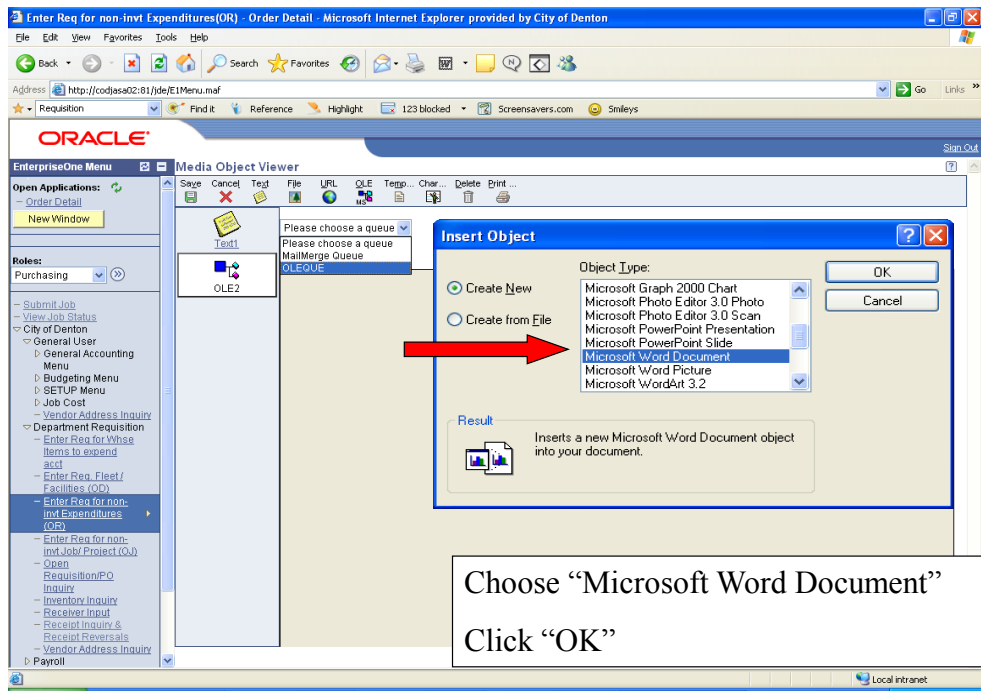 Enter Req for non-invt Expenditures(OR) - Order Detail - Microsoft Internet Explorer provided by City of Denton
File Edit View Favorites Tools Help
Back Search Favorites
Address http://codjasa02:81/jde/E1Menu.maf Go Links »
Requisition Find it Reference Highlight 123 blocked Screensavers.com Smileys
ORACLE
Sign Out
EnterpriseOne Menu
Media Object Viewer
Open Applications:
– Order Detail
New Window
Roles:
Purchasing
– Submit Job
– View Job Status
City of Denton
General User
General Accounting
Menu
Budgeting Menu
SETUP Menu
Job Cost
– Vendor Address Inquiry
Department Requisition
– Enter Req for Whse
Items to expend
acct
– Enter Req. Fleet /
Facilities (OD)
– Enter Req for non-
invt Expenditures
(OR)
– Enter Req for non-
invt Job/ Project (OJ)
– Open
Requisition/PO
Inquiry
– Inventory Inquiry
– Receiver Input
– Receipt Inquiry &
Receipt Reversals
– Vendor Address Inquiry
Payroll
Save Cancel Text File URL OLE Temp... Char... Delete Print ...
MS
Text1
OLE2
Please choose a queue
Please choose a queue
MailMerge Queue
OLEQUE
Insert Object
Create New
Create from File
Object Type:
Microsoft Graph 2000 Chart
Microsoft Photo Editor 3.0 Photo
Microsoft Photo Editor 3.0 Scan
Microsoft PowerPoint Presentation
Microsoft PowerPoint Slide
Microsoft Word Document
Microsoft Word Picture
Microsoft WordArt 3.2
OK
Cancel
Result
Inserts a new Microsoft Word Document object
into your document.
Choose “Microsoft Word Document”
Click “OK”
Local intranet